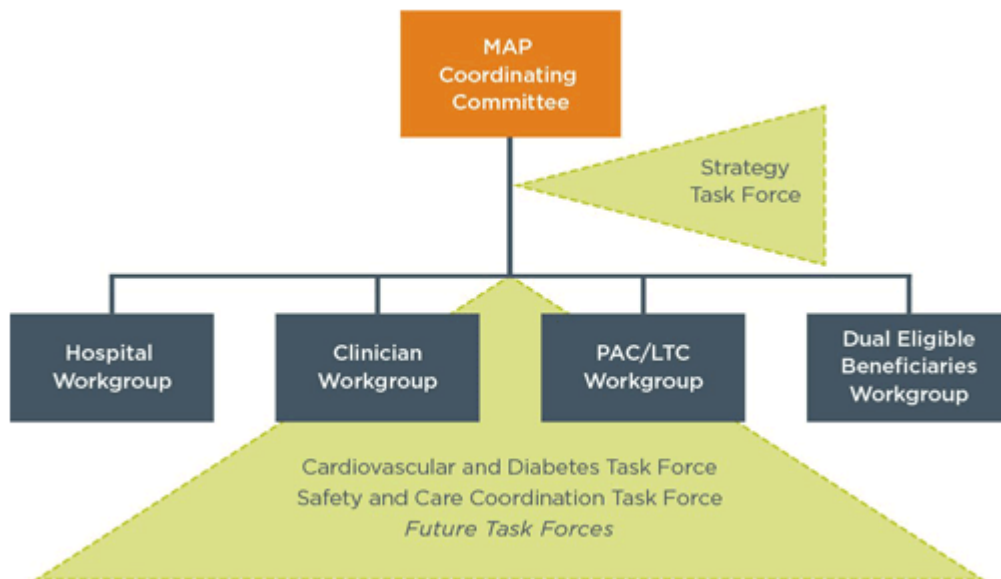 MAP
Coordinating
Committee
Strategy
Task Force
Hospital
Workgroup
Clinician
Workgroup
PAC/LTC
Workgroup
Dual Eligible
Beneficiaries
Workgroup
Cardiovascular and Diabetes Task Force
Safety and Care Coordination Task Force
Future Task Forces